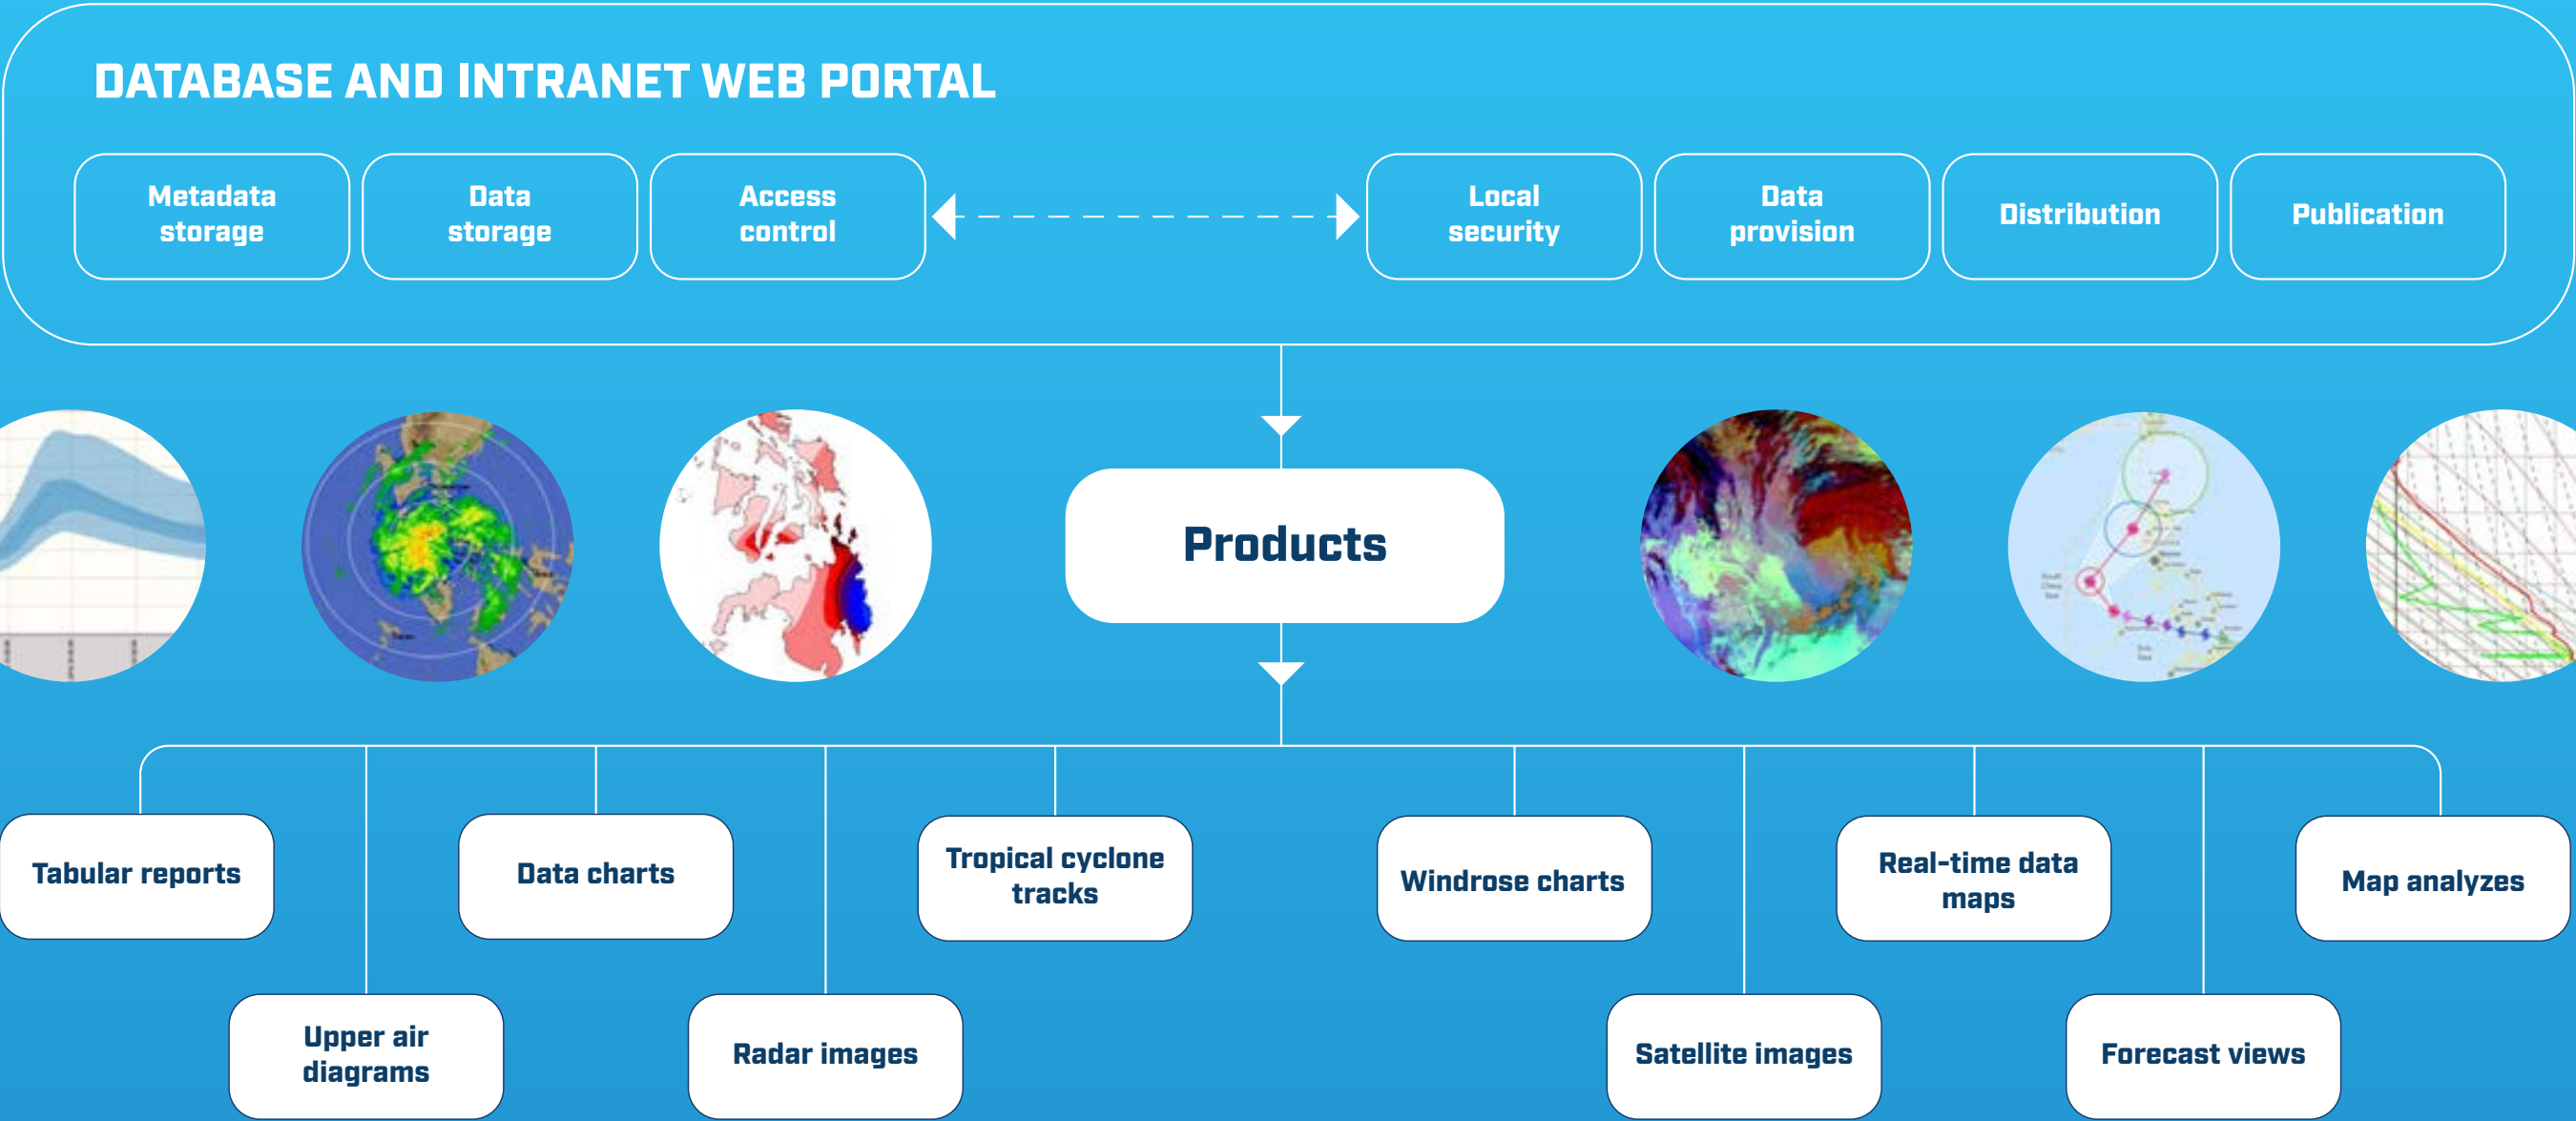 DATABASE AND INTRANET WEB PORTAL
Metadata
storage
Data
storage
Access
control
Local
security
Data
provision
Distribution
Publication
Products
Tabular reports
Data charts
Tropical cyclone
tracks
Windrose charts
Real-time data
maps
Map analyzes
Upper air
diagrams
Radar images
Satellite images
Forecast views